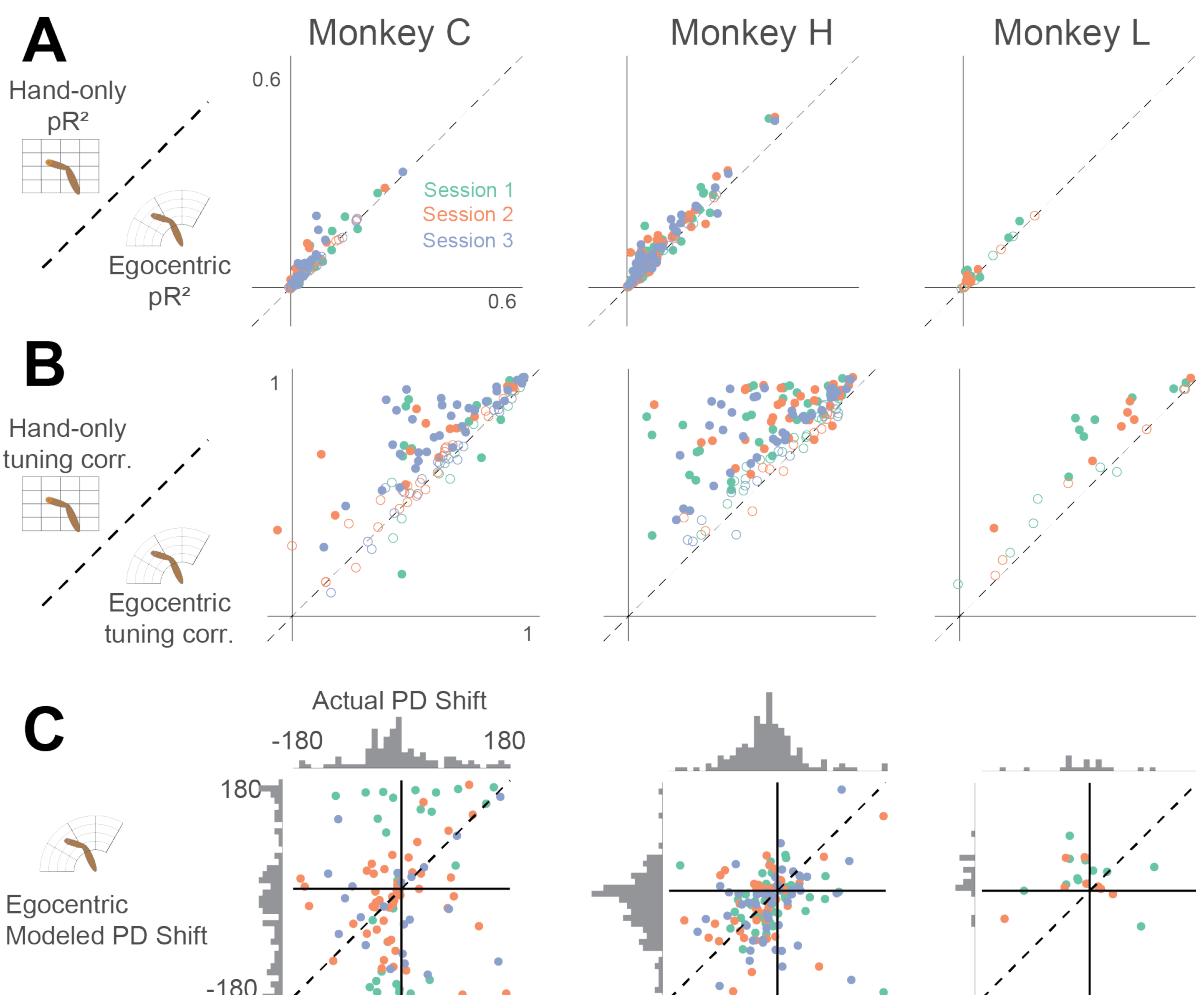 A
Monkey C
Monkey H
Monkey L
Hand-only
pR²
0.6
Session 1
Session 2
Session 3
Egocentric
pR²
0.6
B
1
Hand-only
tuning corr.
Egocentric
tuning corr.
1
C
Actual PD Shift
-180
180
180
Egocentric
Modeled PD Shift
-180